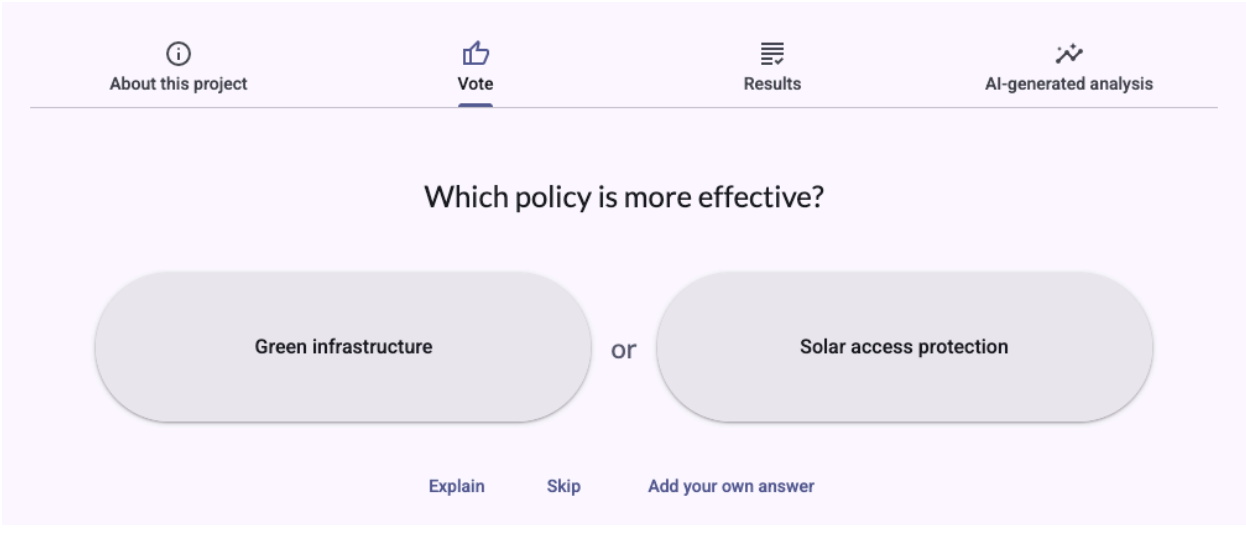 About this project
Vote
Results
AI-generated analysis
Which policy is more effective?
Green infrastructure
or
Solar access protection
Explain
Skip
Add your own answer